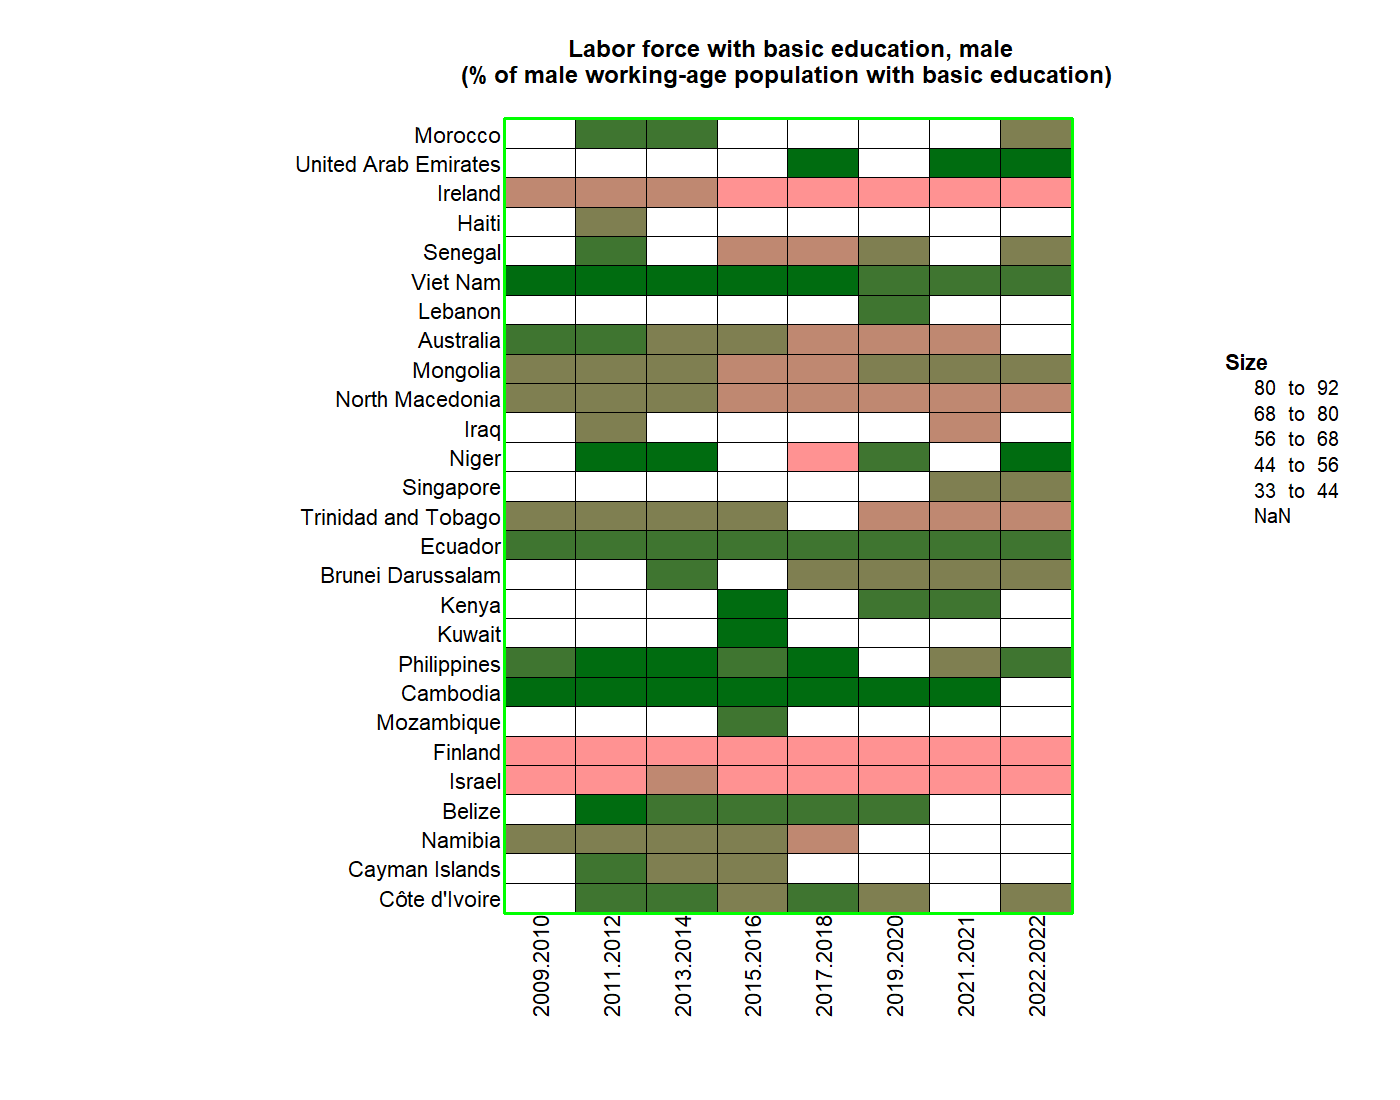 Labor force with basic education, male
(% of male working-age population with basic education)
Morocco
United Arab Emirates
Ireland
Haiti
Senegal
Viet Nam
Lebanon
Australia
Mongolia
North Macedonia
Iraq
Niger
Singapore
Trinidad and Tobago
Ecuador
Brunei Darussalam
Kenya
Kuwait
Philippines
Cambodia
Mozambique
Finland
Israel
Belize
Namibia
Cayman Islands
Côte d'Ivoire
2009.2010
2011.2012
2013.2014
2015.2016
2017.2018
2019.2020
2021.2021
2022.2022
Size
80 to 92
68 to 80
56 to 68
44 to 56
33 to 44
NaN